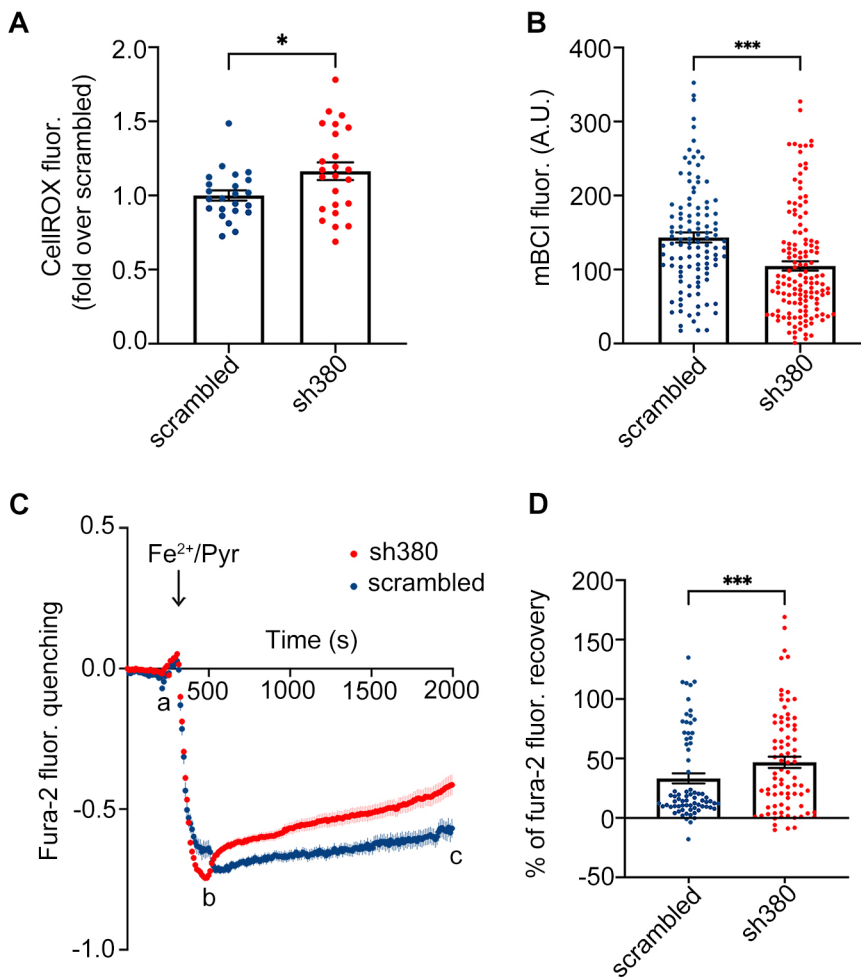 A
CellROX fluor.
(fold over scrambled)
2.0
1.5
1.0
0.5
0.0
*
scrambled
sh380
B
mBCl fluor. (A.U.)
400
300
200
100
0
***
scrambled
sh380
C
Fura-2 fluor. quenching
0.5
0.0
-0.5
-1.0
Fe²⁺/Pyr
sh380
scrambled
Time (s)
500
1000
1500
2000
a
b
c
D
% of fura-2 fluor. recovery
200
150
100
50
0
-50
***
scrambled
sh380